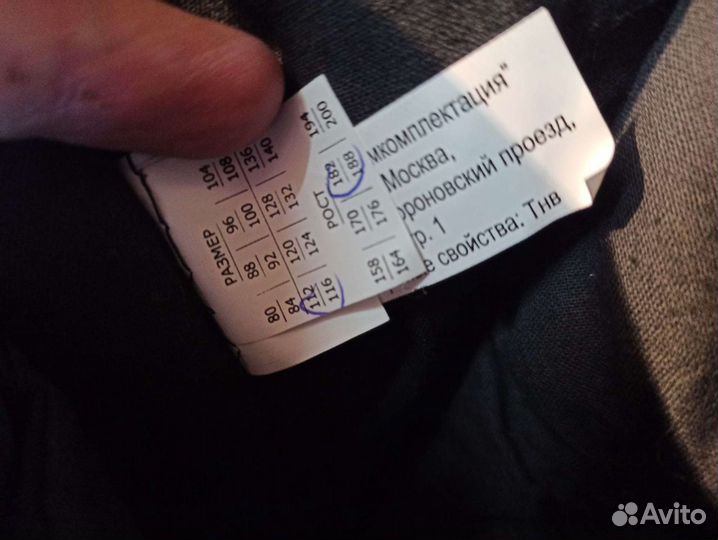 РАЗМЕР
80 88 96 104
84 92 100 108
112 120 128 136
116 124 132 140
РОСТ
158 170 182 194
164 176 188 200
мкомплектация"
Москва,
ороновский проезд,
р. 1
е свойства: Тнв
Avito